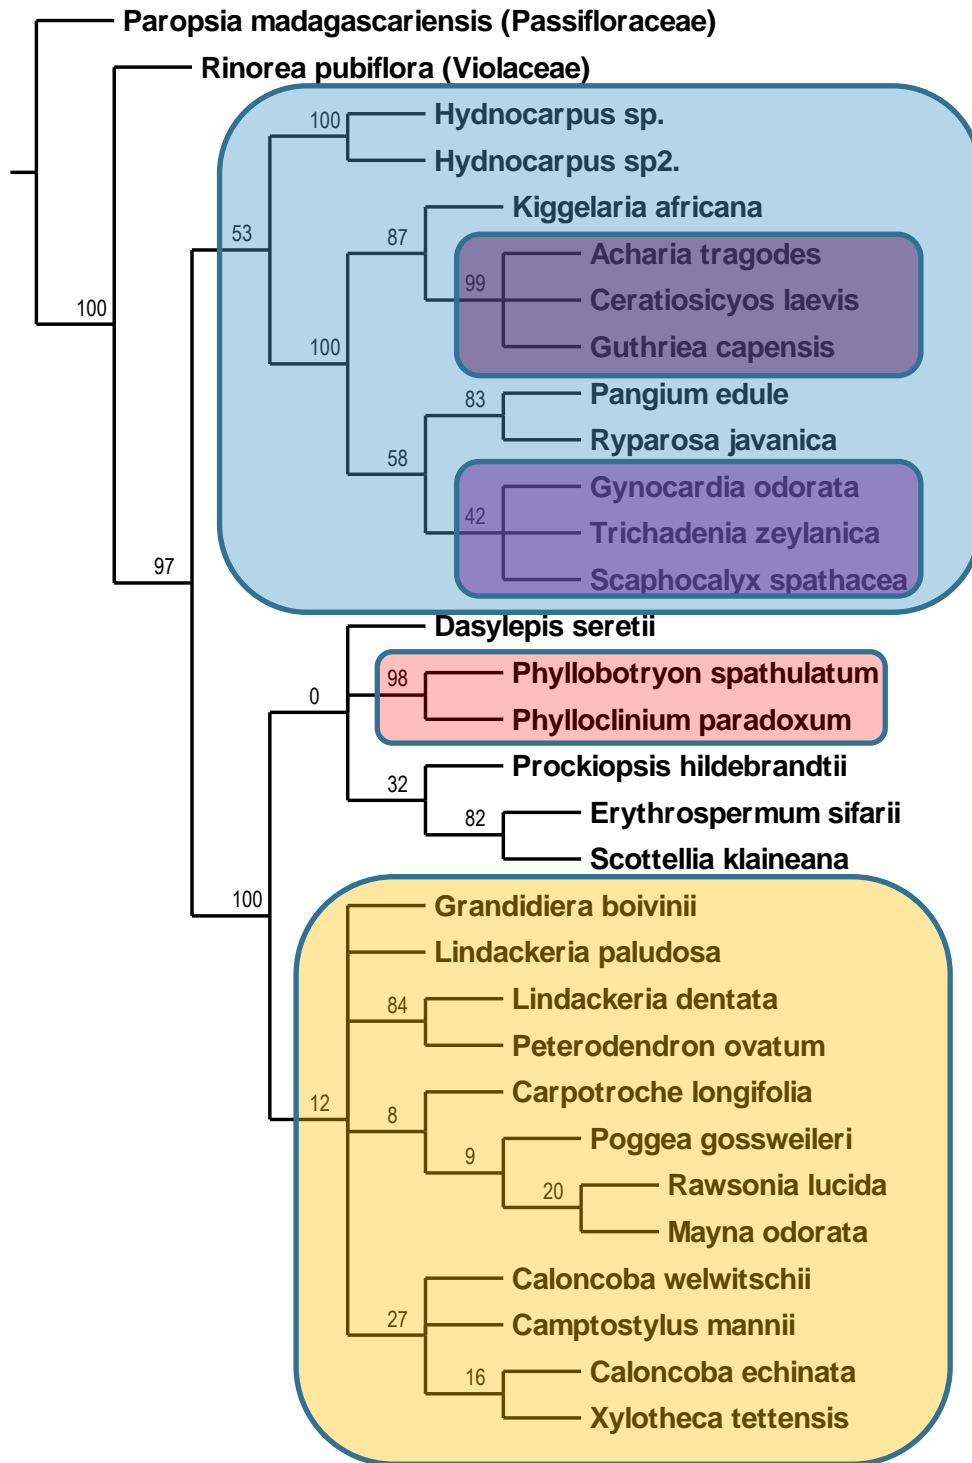 Paropsia madagascariensis (Passifloraceae)
Rinorea pubiflora (Violaceae)
Hydnocarpus sp.
100
Hydnocarpus sp2.
Kiggelaria africana
53
87
Acharia tragodes
99
Ceratiosicyos laevis
100
Guthriea capensis
100
Pangium edule
83
Ryparosa javanica
58
Gynocardia odorata
42
Trichadenia zeylanica
97
Scaphocalyx spathacea
Dasylepis seretii
98
Phyllobotryon spathulatum
0
Phylloclinium paradoxum
Prockiopsis hildebrandtii
32
Erythrospermum sifarii
82
Scottellia klaineana
100
Grandidiera boivinii
Lindackeria paludosa
84
Lindackeria dentata
Peterodendron ovatum
Carpotroche longifolia
12
8
Poggea gossweileri
9
Rawsonia lucida
20
Mayna odorata
Caloncoba welwitschii
27
Camptostylus mannii
Caloncoba echinata
16
Xylotheca tettensis